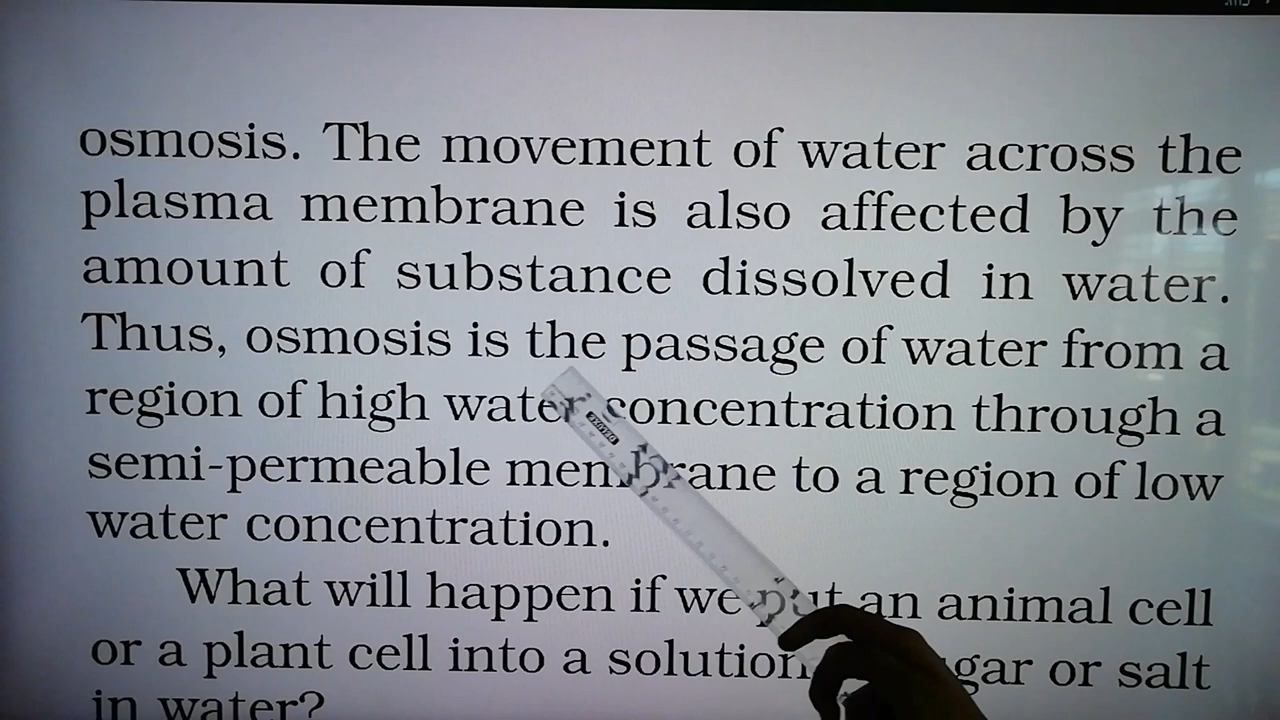 osmosis. The movement of water across the
plasma membrane is also affected by the
amount of substance dissolved in water.
Thus, osmosis is the passage of water from a
region of high water concentration through a
semi-permeable membrane to a region of low
water concentration.
What will happen if we put an animal cell
or a plant cell into a solution gar or salt
in water?